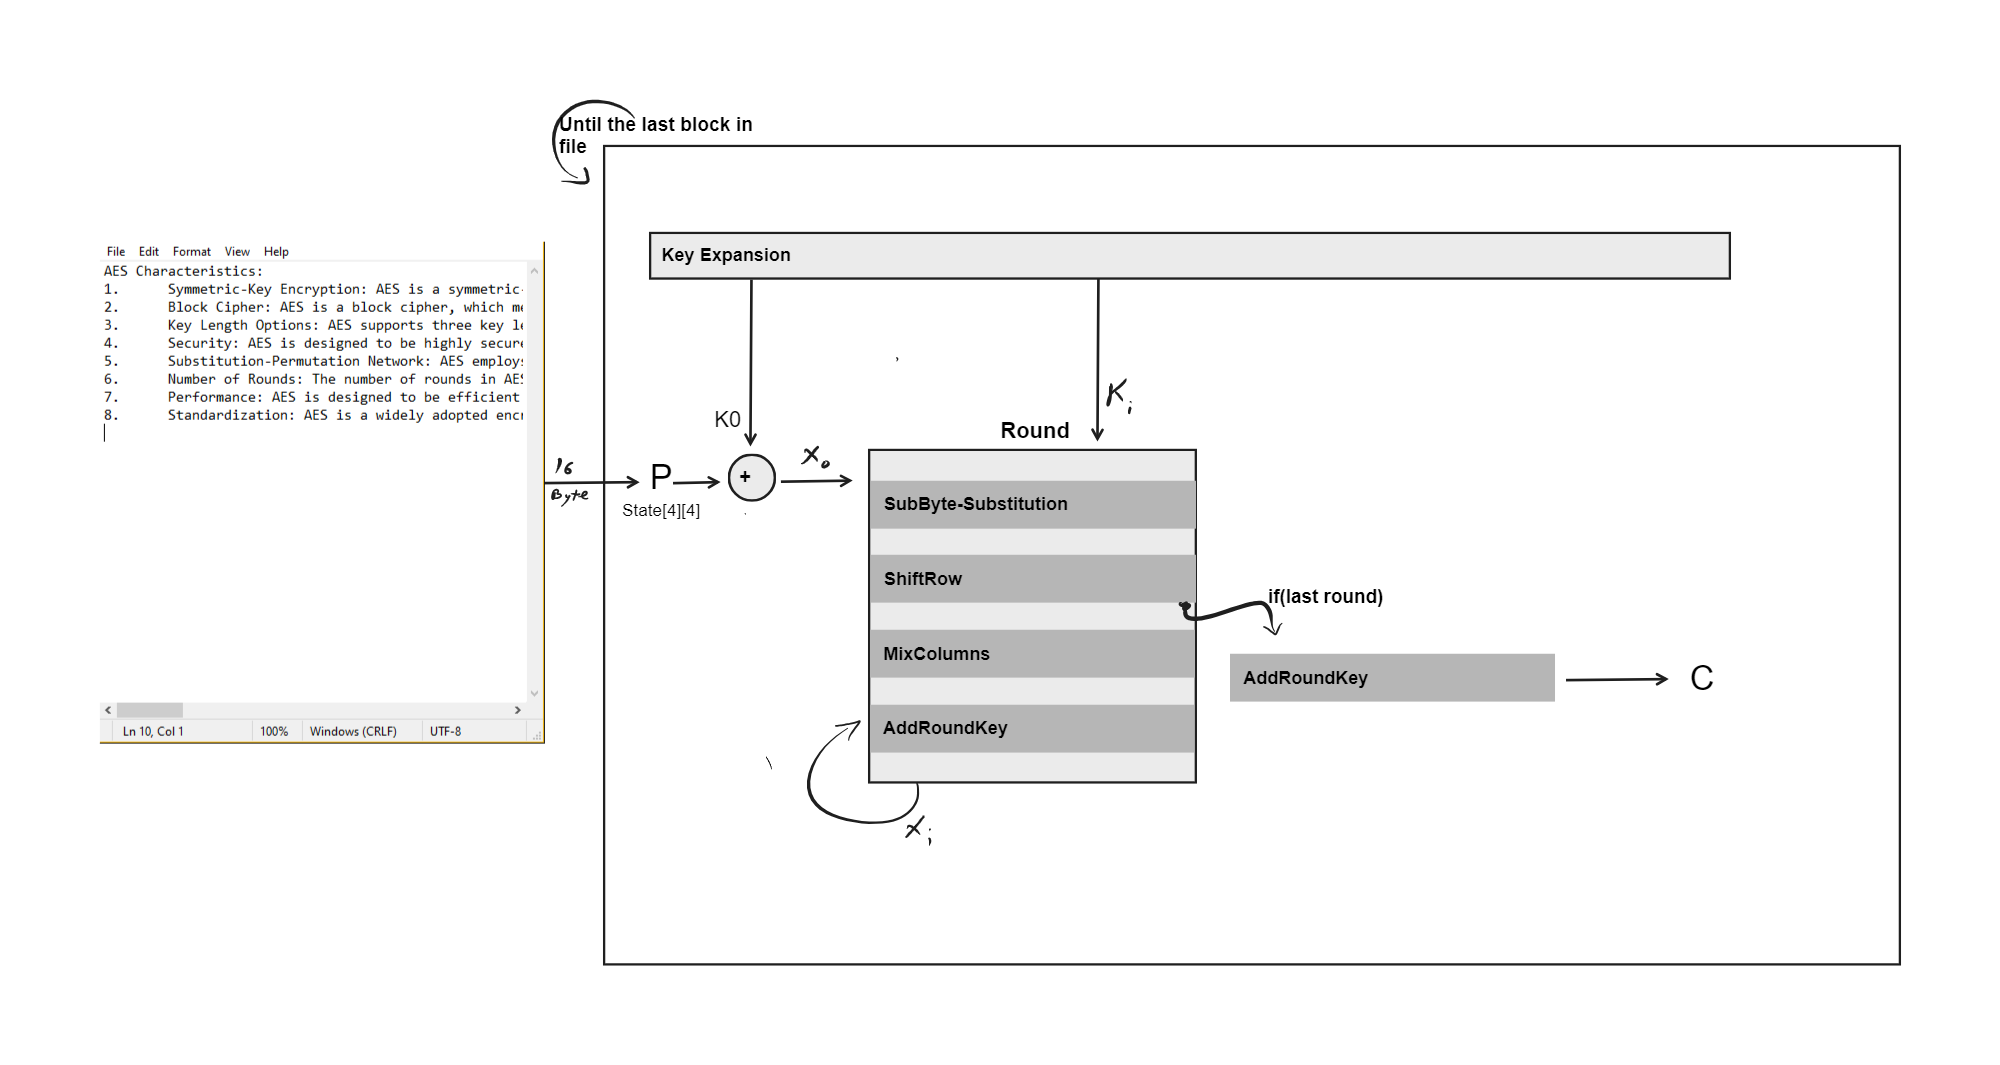 Until the last block in
file
Key Expansion
File Edit Format View Help
AES Characteristics:
1. Symmetric-Key Encryption: AES is a symmetric-
2. Block Cipher: AES is a block cipher, which
3. Key Length Options: AES supports three key
4. Security: AES is designed to be highly secure
5. Substitution-Permutation Network: AES employs
6. Number of Rounds: The number of rounds in AES
7. Performance: AES is designed to be efficient
8. Standardization: AES is a widely adopted
K0
Ki
Round
16
Byte
P
State[4][4]
+
X0
SubByte-Substitution
ShiftRow
MixColumns
AddRoundKey
Xi
if(last round)
AddRoundKey
C
Ln 10, Col 1 100% Windows (CRLF) UTF-8